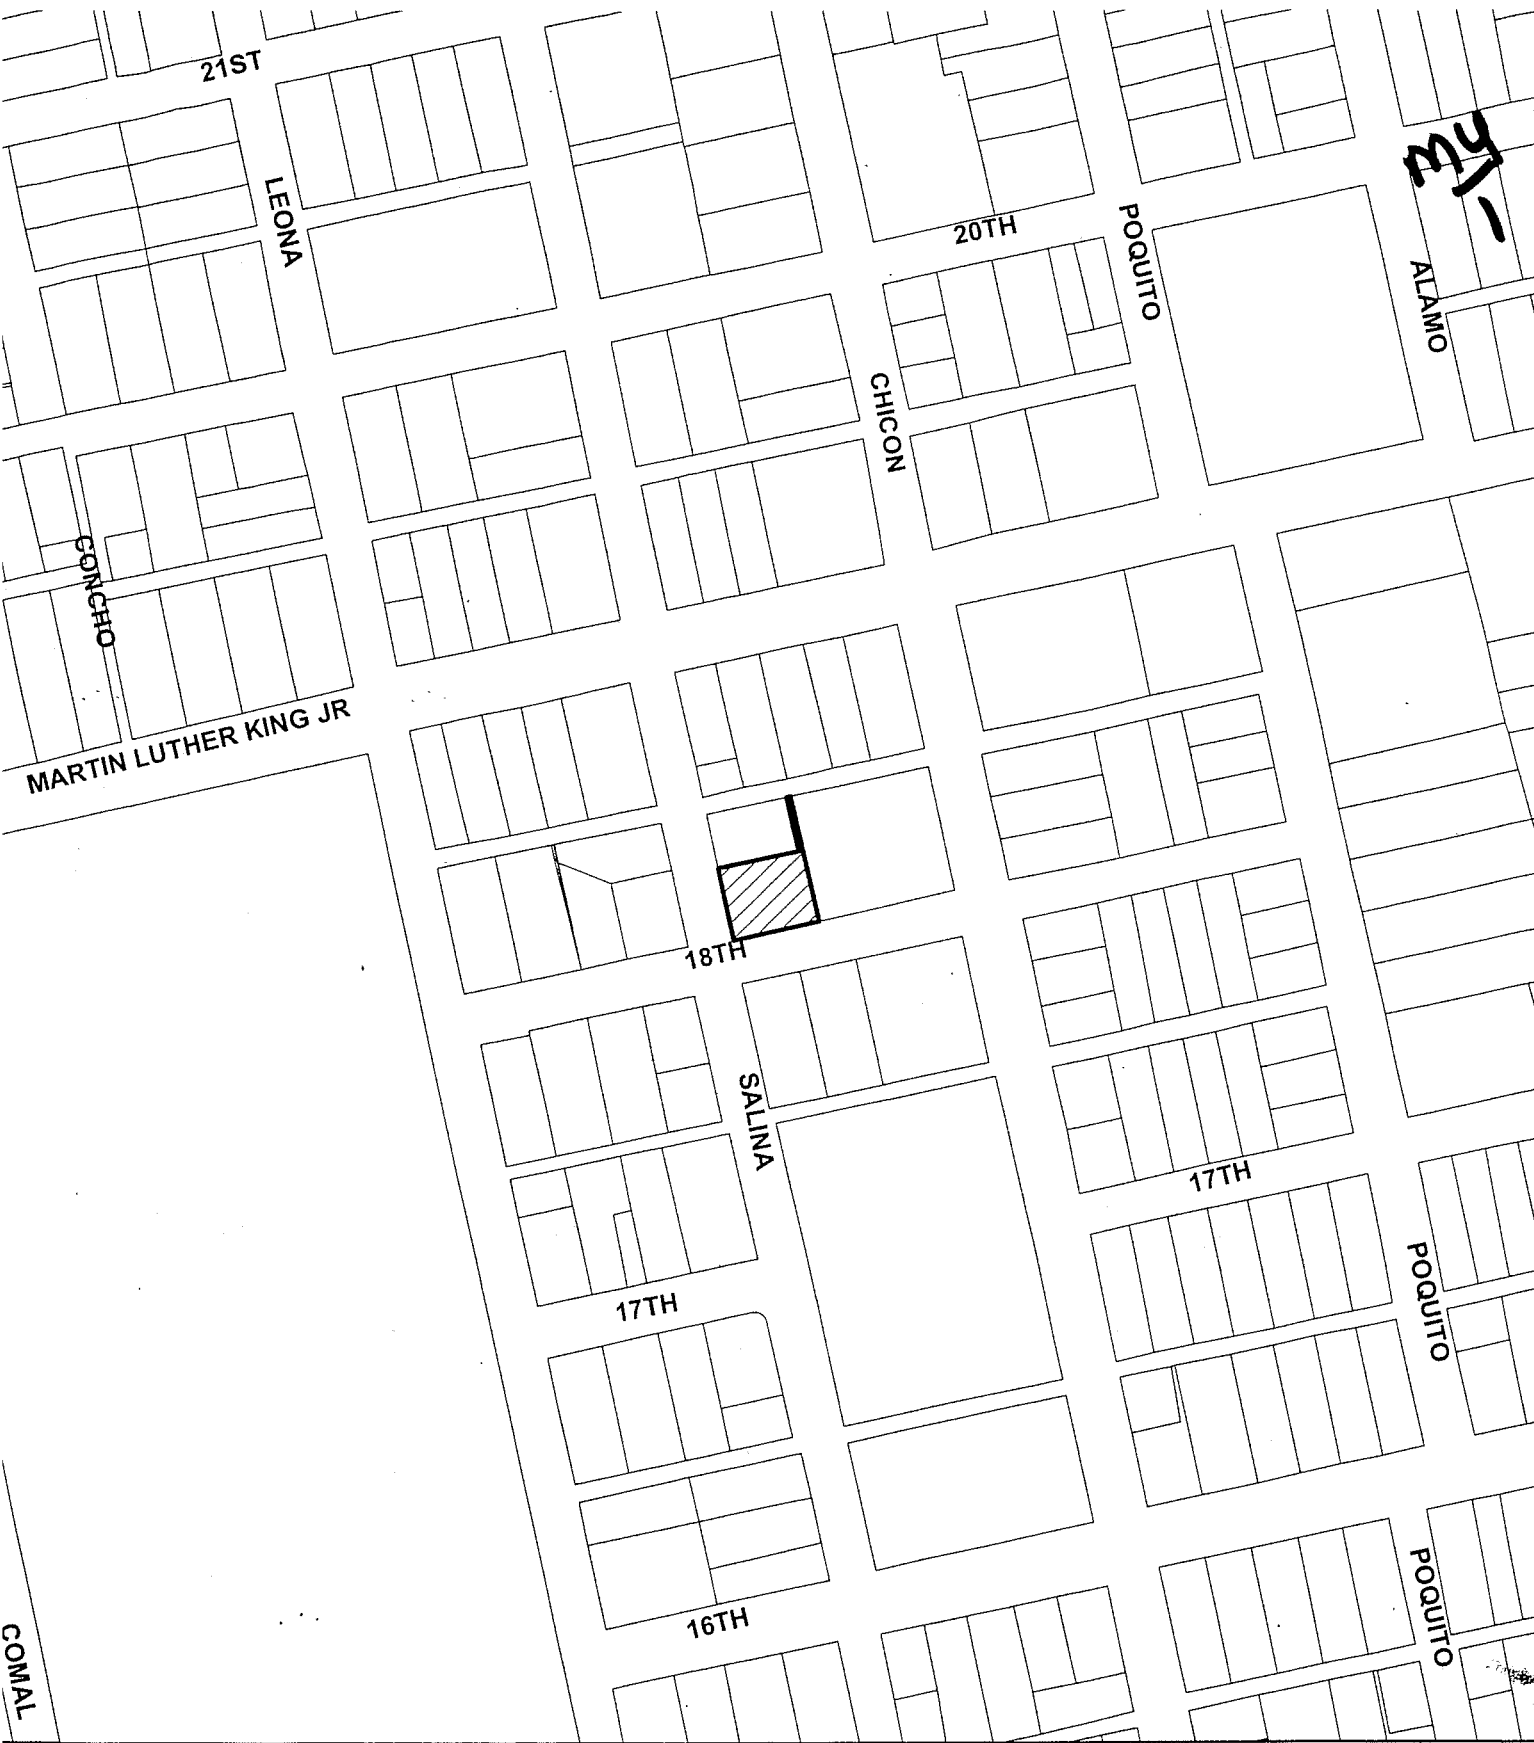 21ST
LEONA
20TH
POQUITO
ALAMO
CHICON
CONCHO
MARTIN LUTHER KING JR
18TH
SALINA
17TH
17TH
POQUITO
16TH
POQUITO
COMAL